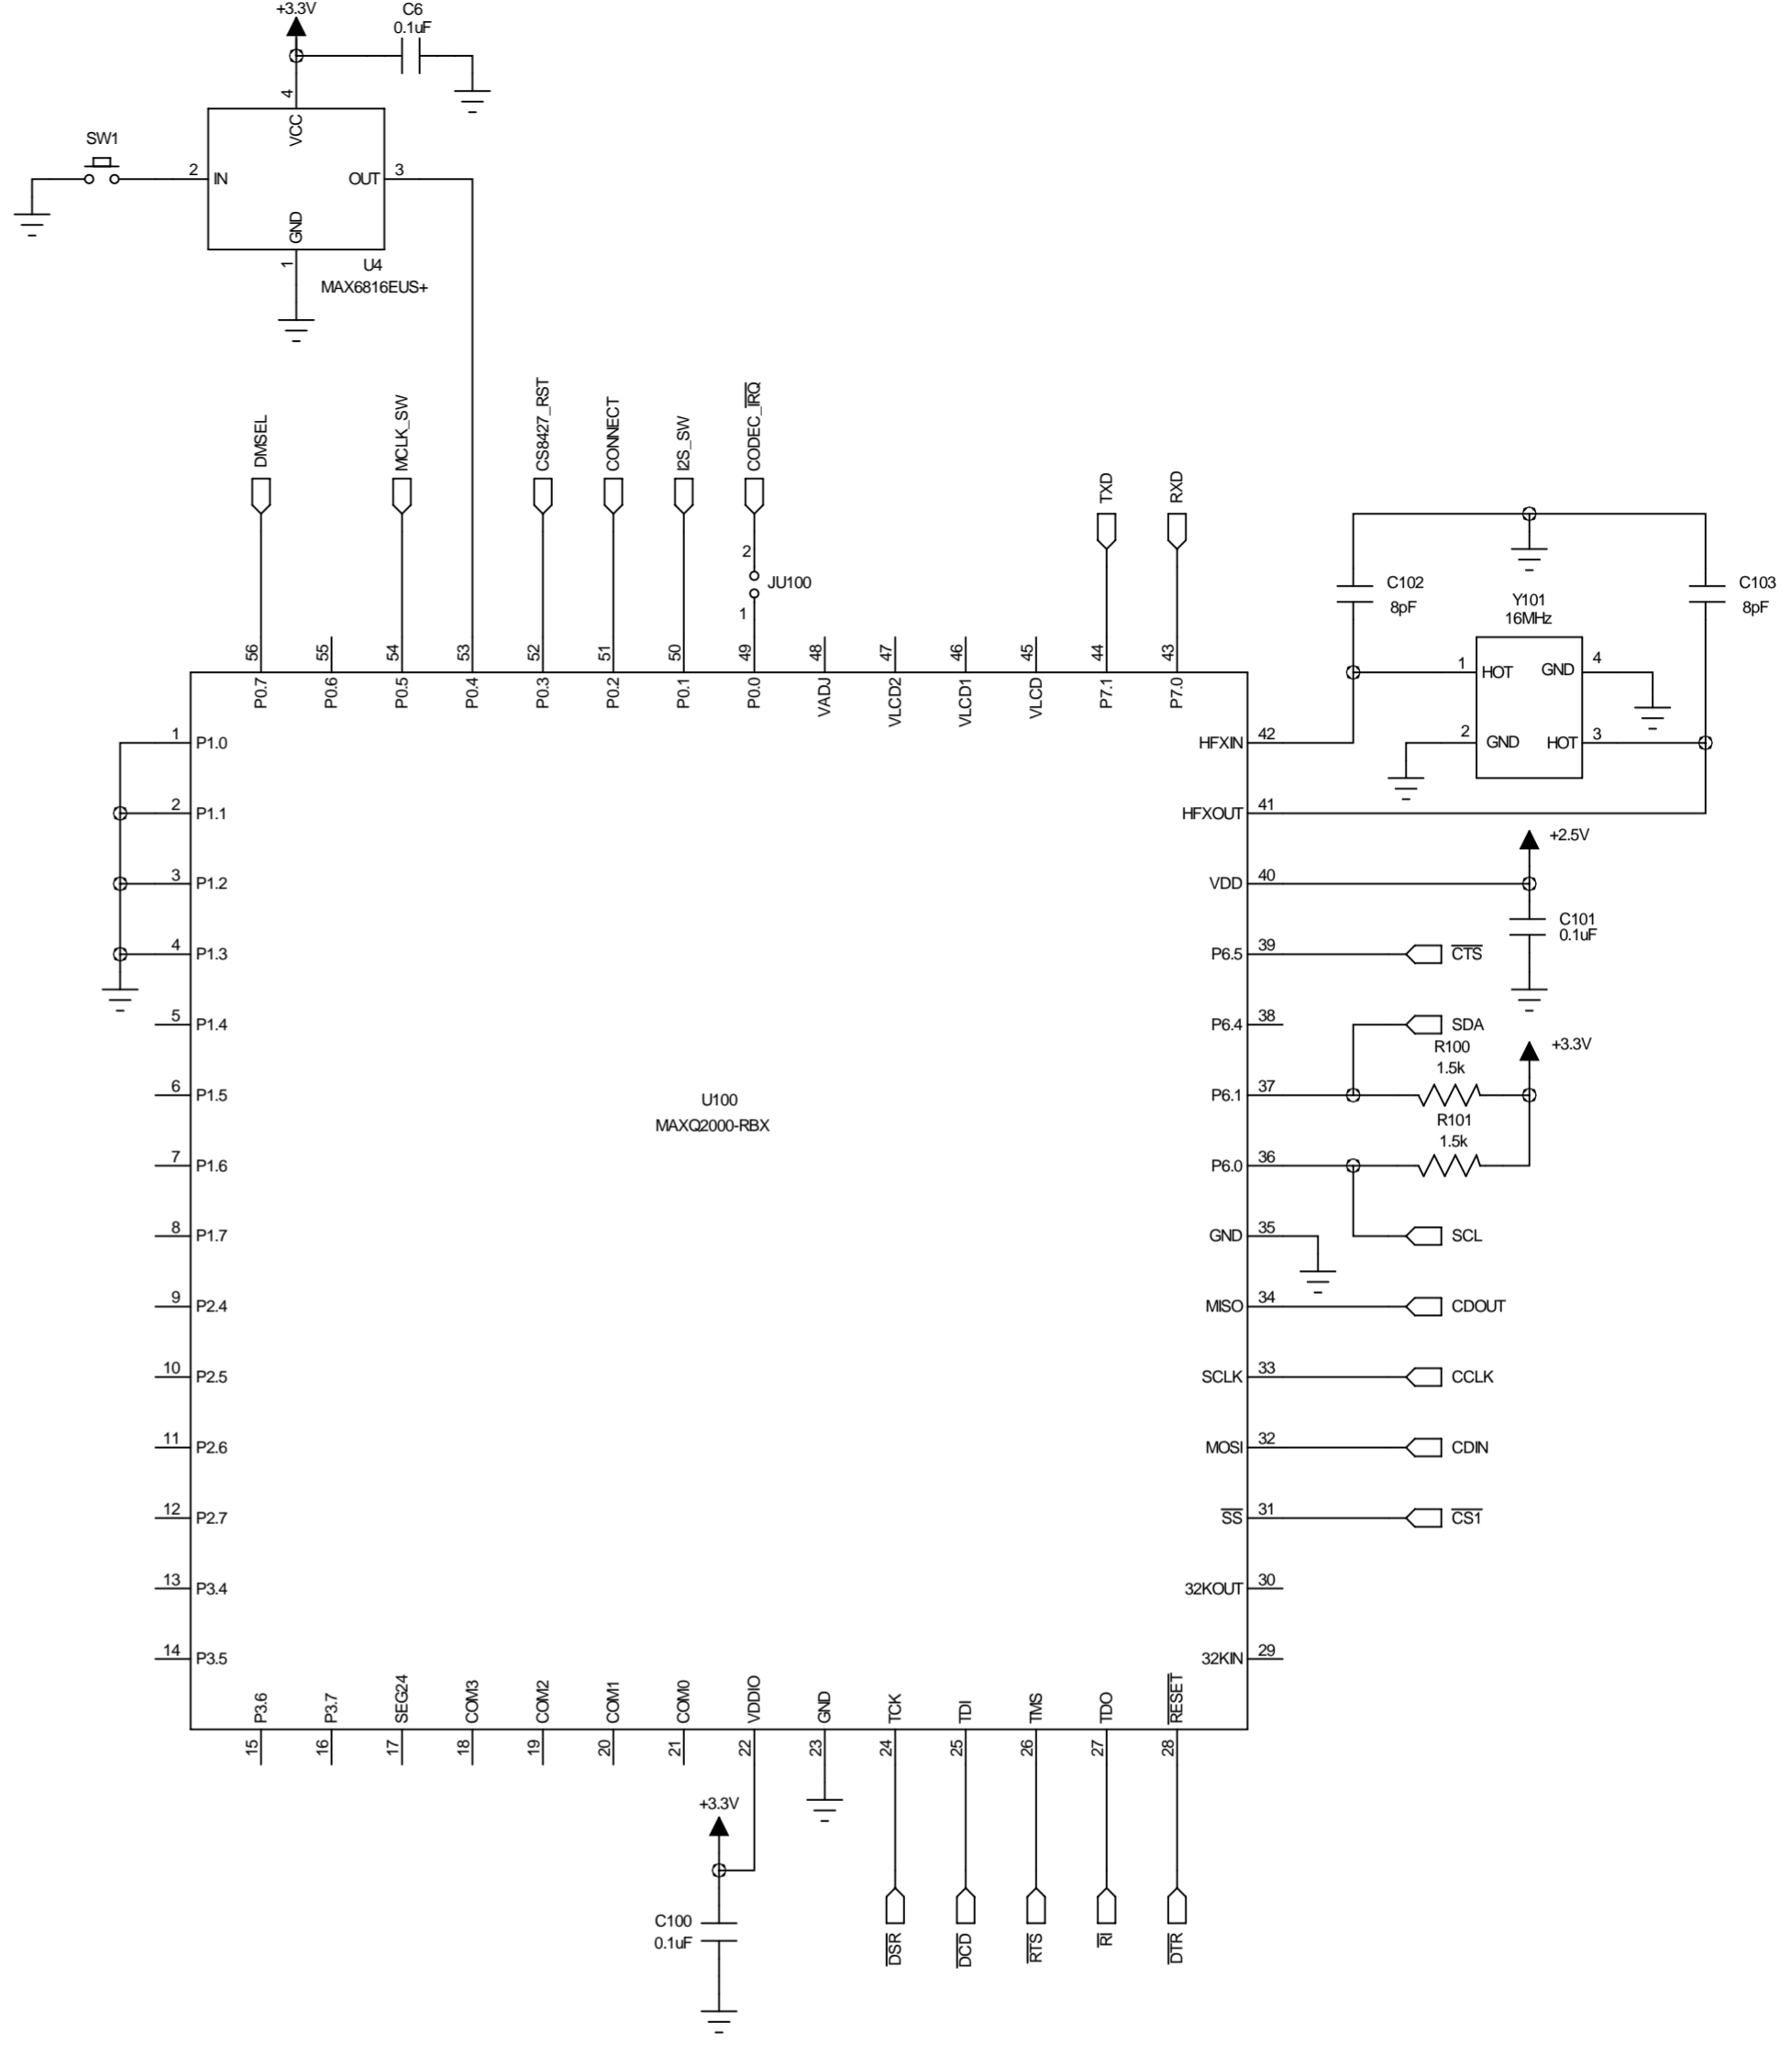 +3.3V
C6
0.1uF
4
VCC
SW1
2
IN
OUT
3
GND
1
U4
MAX6816EUS+
DMSEL
MCLK_SW
CS8427_RST
CONNECT
I2S_SW
CODEC_IRQ
TXD
RXD
2
JU100
1
C102
8pF
Y101
16MHz
C103
8pF
1
HOT
GND
4
2
GND
HOT
3
56
55
54
53
52
51
50
49
48
47
46
45
44
43
P0.7
P0.6
P0.5
P0.4
P0.3
P0.2
P0.1
P0.0
VADJ
VLCD2
VLCD1
VLCD
P7.1
P7.0
1 P1.0
2 P1.1
3 P1.2
4 P1.3
5 P1.4
6 P1.5
7 P1.6
8 P1.7
9 P2.4
10 P2.5
11 P2.6
12 P2.7
13 P3.4
14 P3.5
U100
MAXQ2000-RBX
HFXIN 42
HFXOUT 41
+2.5V
VDD 40
C101
0.1uF
P6.5 39 CTS
P6.4 38
SDA
R100
1.5k
+3.3V
P6.1 37
R101
1.5k
P6.0 36
GND 35
SCL
MISO 34 CDOUT
SCLK 33 CCLK
MOSI 32 CDIN
SS 31 CS1
32KOUT 30
32KIN 29
P3.6
P3.7
SEG24
COM3
COM2
COM1
COM0
VDDIO
GND
TCK
TDI
TMS
TDO
RESET
15
16
17
18
19
20
21
22
23
24
25
26
27
28
+3.3V
C100
0.1uF
DSR
DCD
RTS
RI
DTR